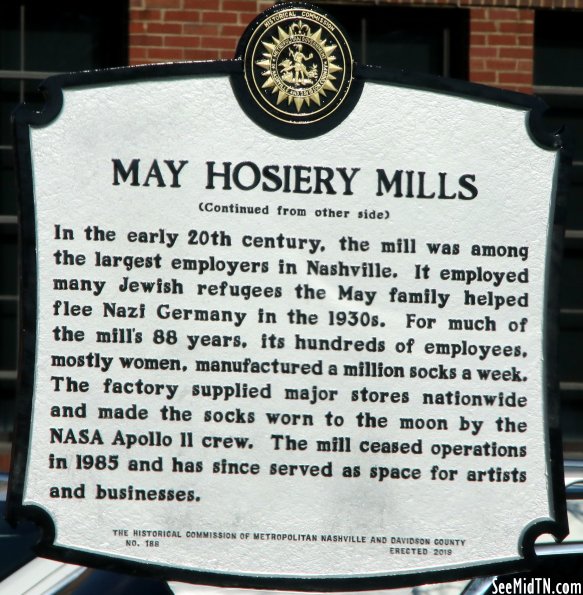 HISTORICAL COMMISSION
MAY HOSIERY MILLS
(Continued from other side)
In the early 20th century, the mill was among
the largest employers in Nashville. It employed
many Jewish refugees the May family helped
flee Nazi Germany in the 1930s. For much of
the mill's 88 years, its hundreds of employees,
mostly women, manufactured a million socks a week.
The factory supplied major stores nationwide
and made the socks worn to the moon by the
NASA Apollo 11 crew. The mill ceased operations
in 1985 and has since served as space for artists
and businesses.
THE HISTORICAL COMMISSION OF METROPOLITAN NASHVILLE AND DAVIDSON COUNTY
NO. 188 ERECTED 2018
SeeMidTN.com